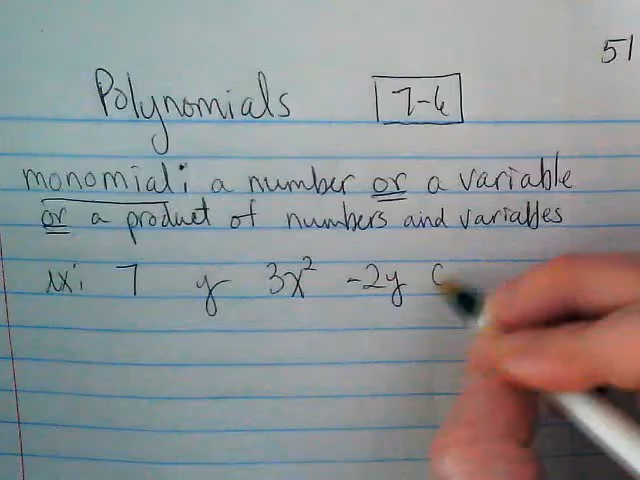 51
Polynomials 7-6
monomial: a number or a variable
or a product of numbers and variables
ex: 7 y 3x² -2y